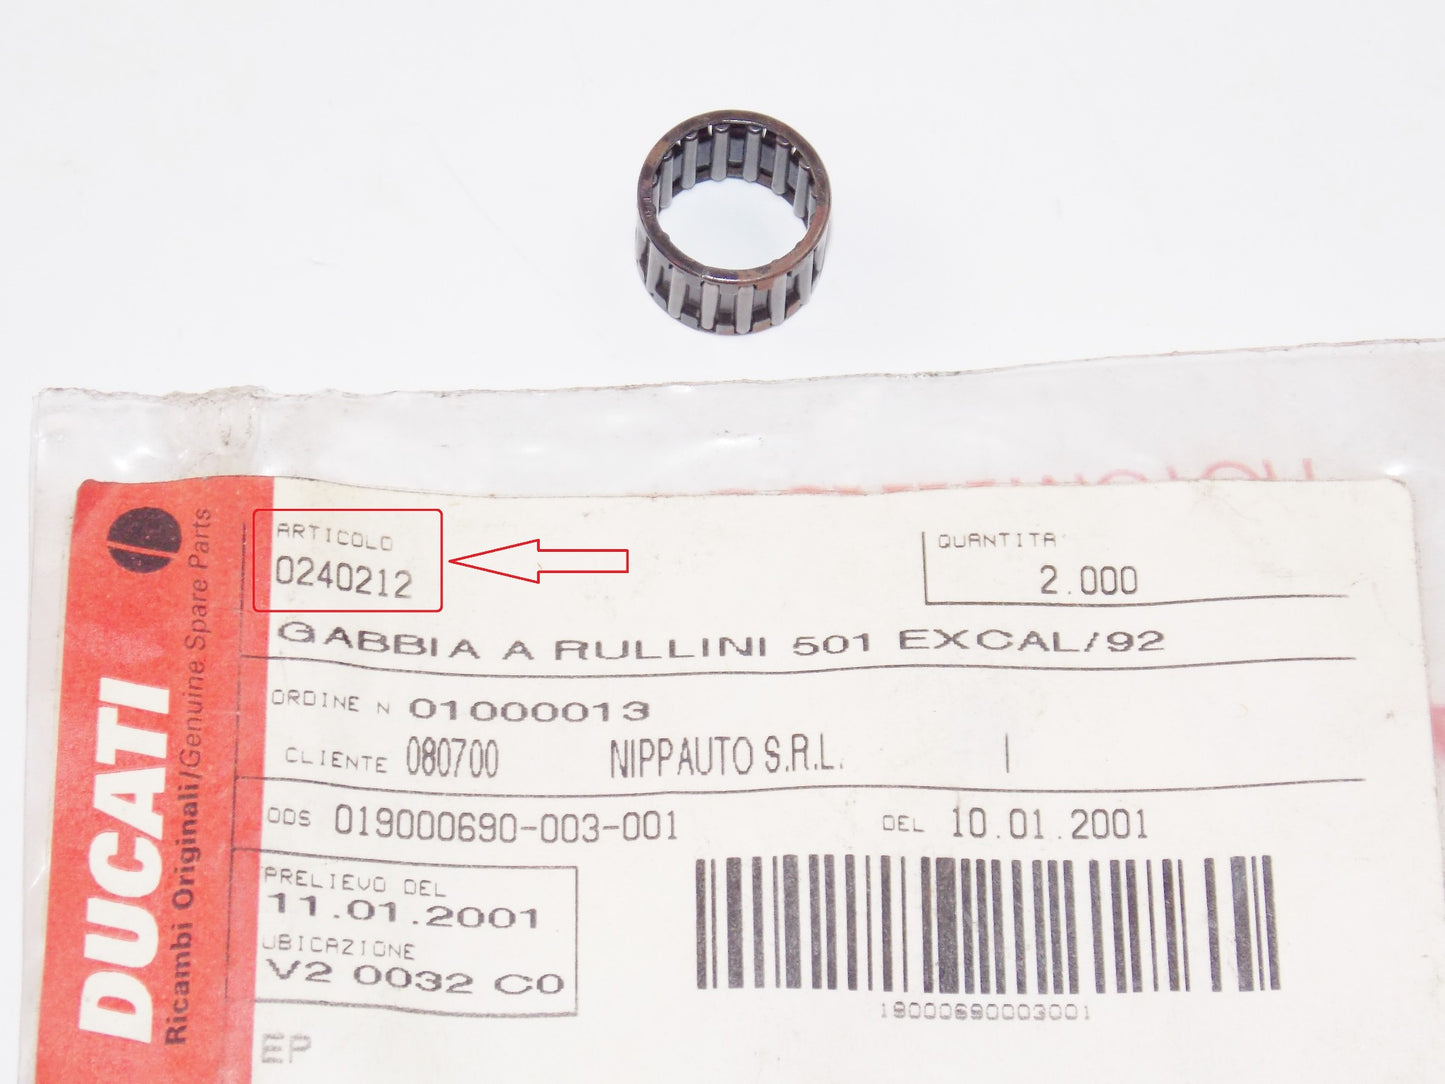 ARTICOLO
0240212
QUANTITA'
2.000
GABBIA A RULLINI 501 EXCAL/92
ORDINE N 01000013
CLIENTE 080700 NIPPAUTO S.R.L.
ODS 019000690-003-001 DEL 10.01.2001
PRELIEVO DEL
11.01.2001
UBICAZIONE
V2 0032 C0
19000690003001
EP
DUCATI
Ricambi Originali/Genuine Spare Parts